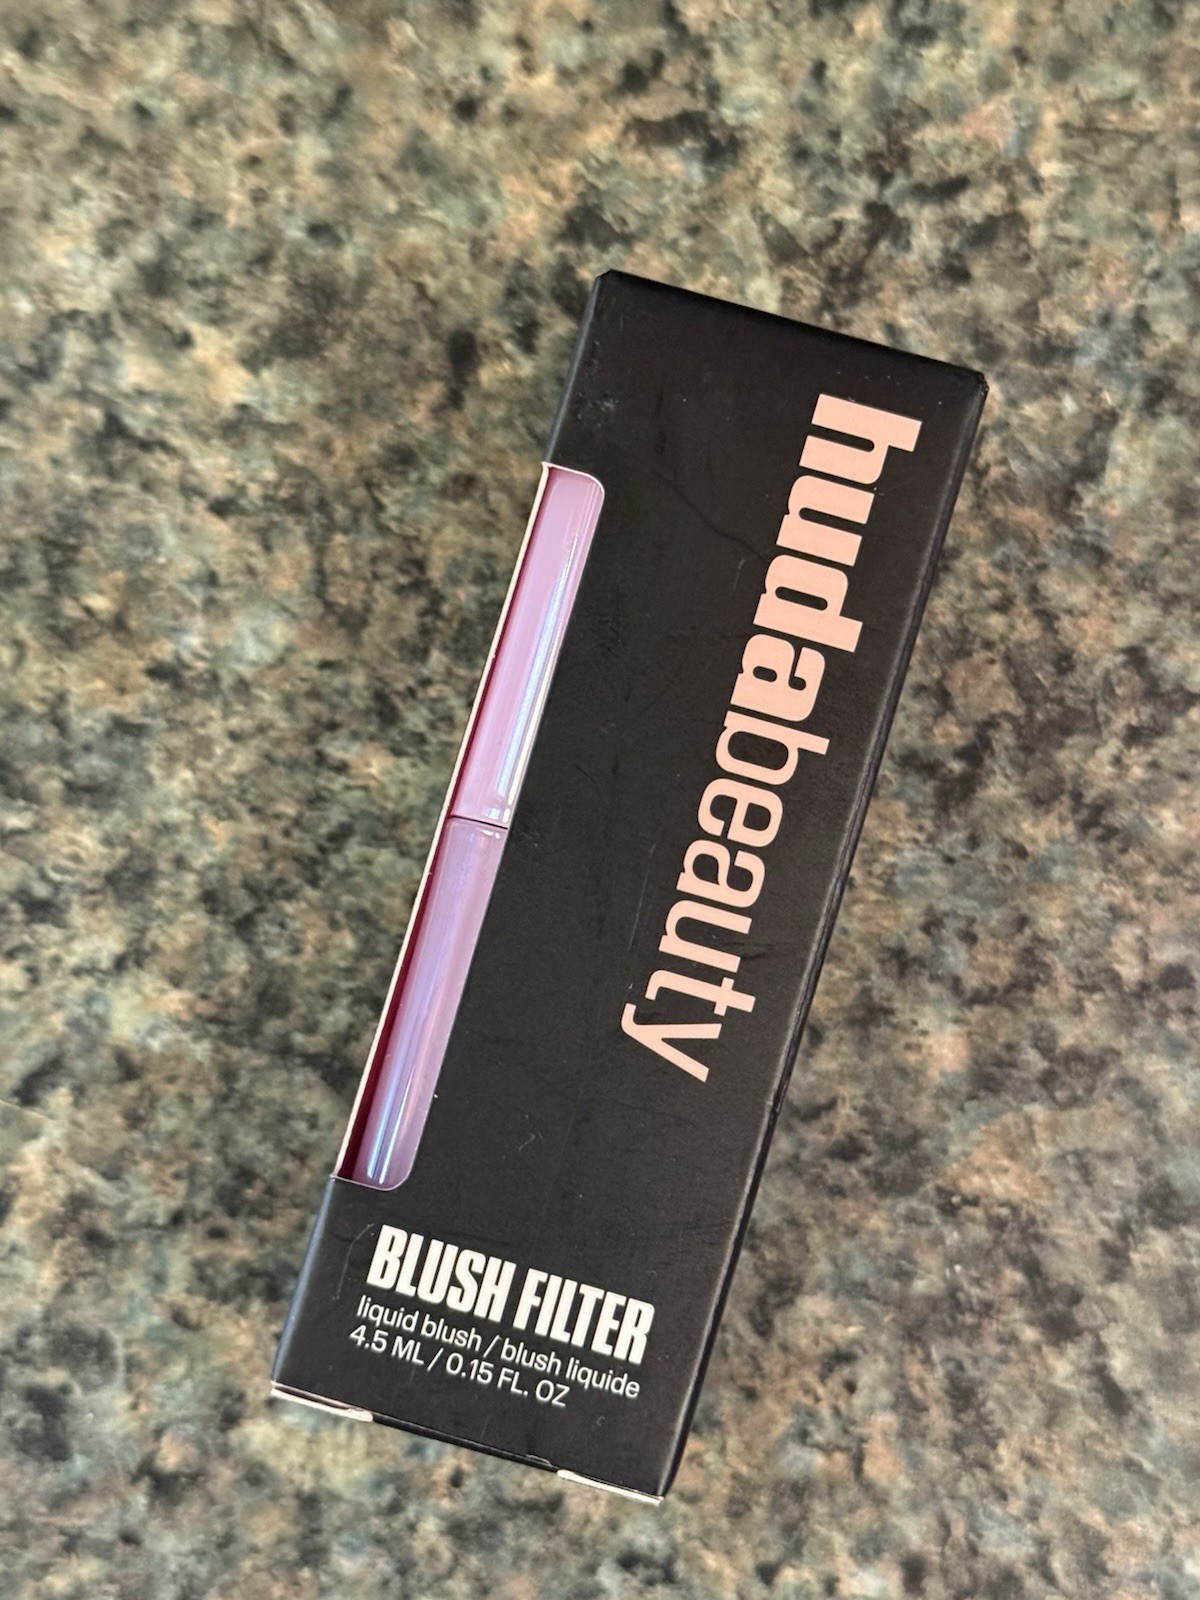 hudabeauty
BLUSH FILTER
liquid blush / blush liquide
4.5 ML / 0.15 FL. OZ